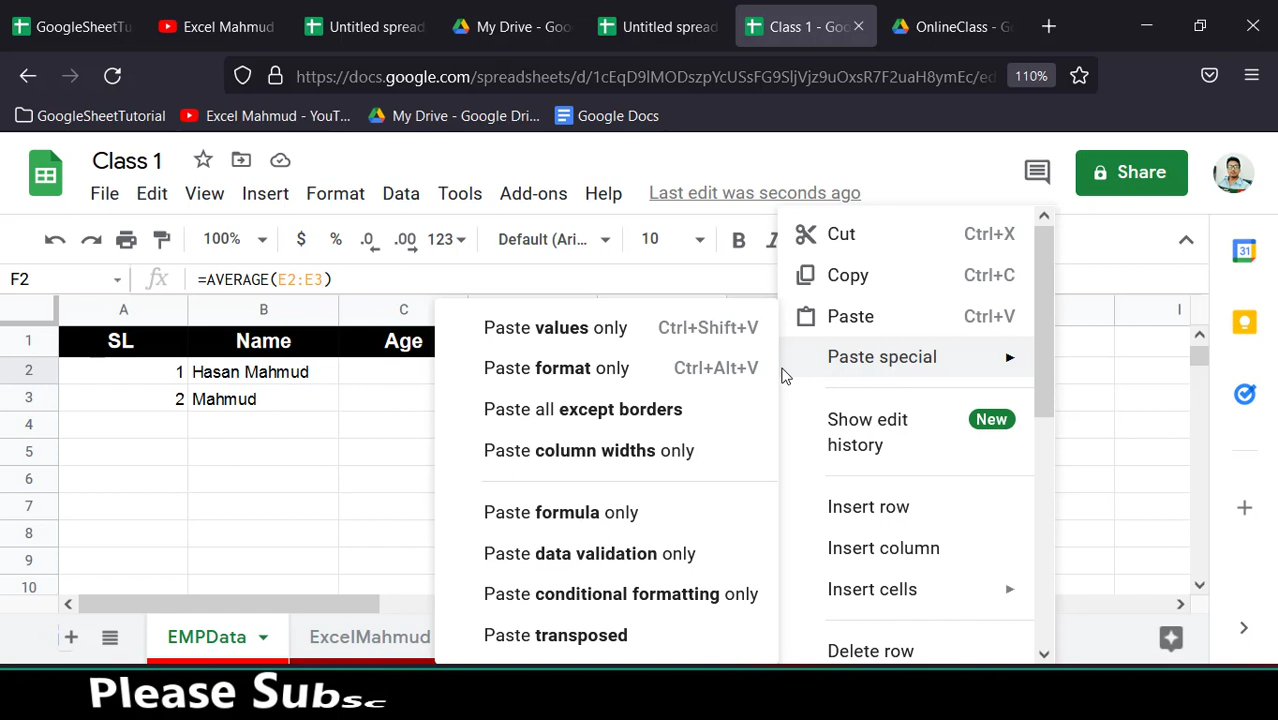 GoogleSheetTu
Excel Mahmud
Untitled spread
My Drive - Goo
Untitled spread
Class 1 - Goo
OnlineClass - G
https://docs.google.com/spreadsheets/d/1cEqD9lMODszpYcUSsFG9SljVjz9uOxsR7F2uaH8ymEc/ed
110%
GoogleSheetTutorial
Excel Mahmud - YouT...
My Drive - Google Dri...
Google Docs
Class 1
Share
File Edit View Insert Format Data Tools Add-ons Help Last edit was seconds ago
100% $ % .0 .00 123 Default (Ari... 10 B I
F2 fx =AVERAGE(E2:E3)
31
A B C I
1 SL Name Age
2 1 Hasan Mahmud
3 2 Mahmud
4
5
6
7
8
9
10
Cut Ctrl+X
Copy Ctrl+C
Paste Ctrl+V
Paste special
Show edit
history New
Insert row
Insert column
Insert cells
Delete row
Paste values only Ctrl+Shift+V
Paste format only Ctrl+Alt+V
Paste all except borders
Paste column widths only
Paste formula only
Paste data validation only
Paste conditional formatting only
Paste transposed
EMPData ExcelMahmud
Please Subsc